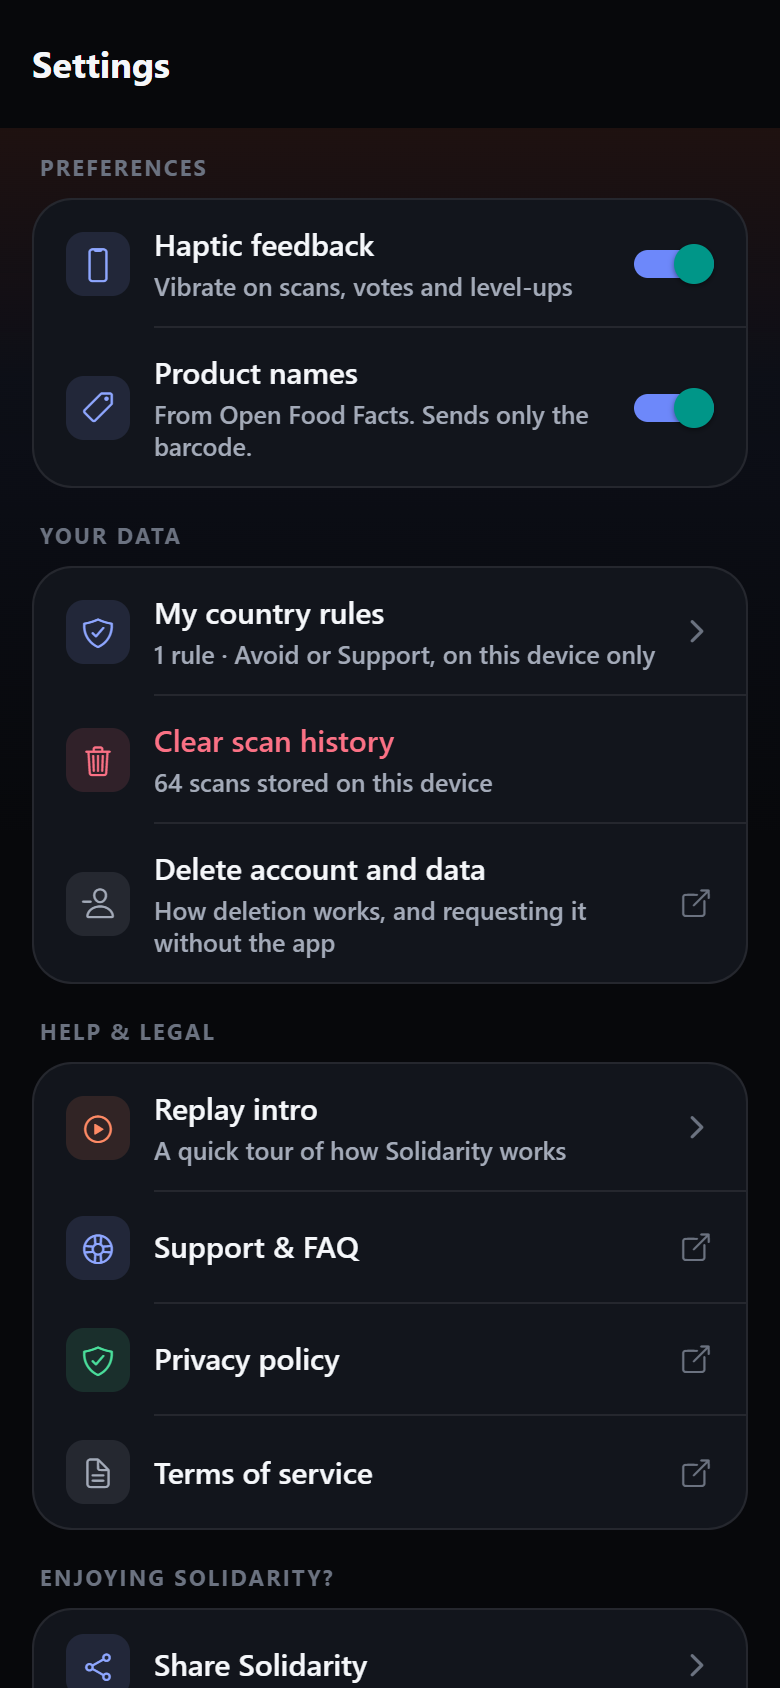 Settings
PREFERENCES
Haptic feedback
Vibrate on scans, votes and level-ups
Product names
From Open Food Facts. Sends only the
barcode.
YOUR DATA
My country rules
1 rule · Avoid or Support, on this device only
Clear scan history
64 scans stored on this device
Delete account and data
How deletion works, and requesting it
without the app
HELP & LEGAL
Replay intro
A quick tour of how Solidarity works
Support & FAQ
Privacy policy
Terms of service
ENJOYING SOLIDARITY?
Share Solidarity